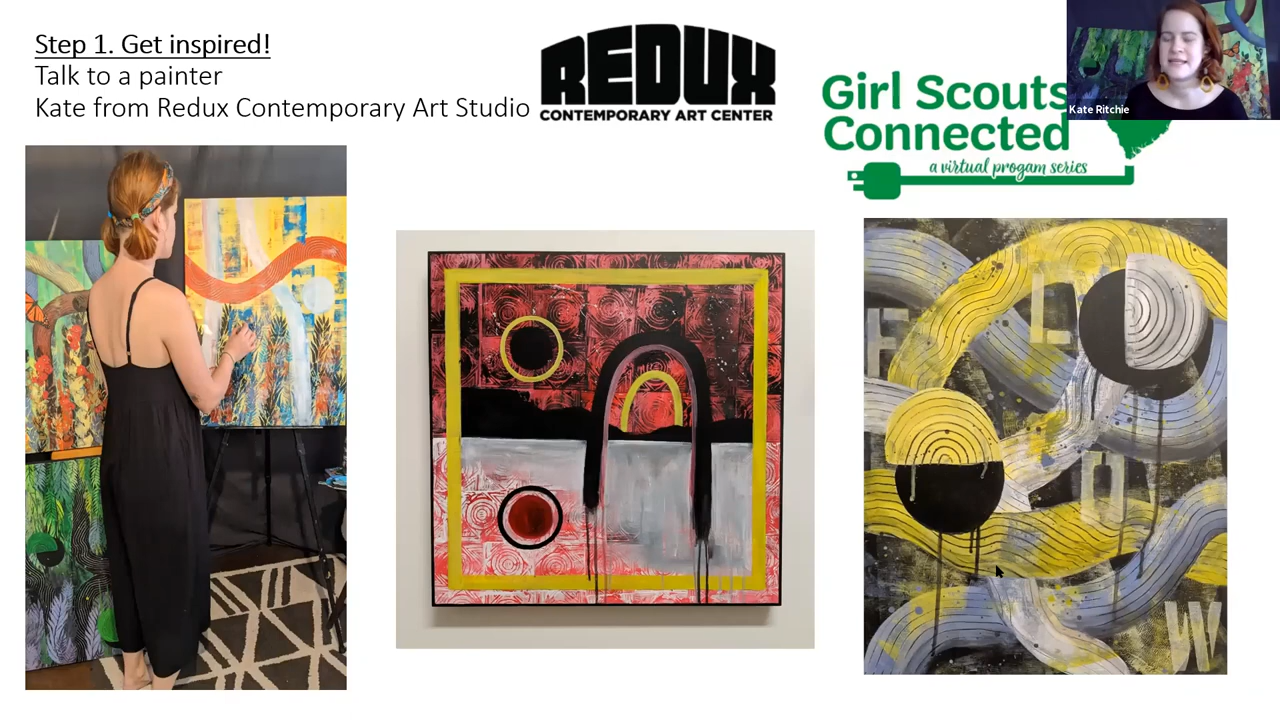 Step 1. Get inspired!
Talk to a painter
Kate from Redux Contemporary Art Studio
REDUX
CONTEMPORARY ART CENTER
Girl Scouts
Connected
a virtual progam series
Kate Ritchie
F
L
O
W